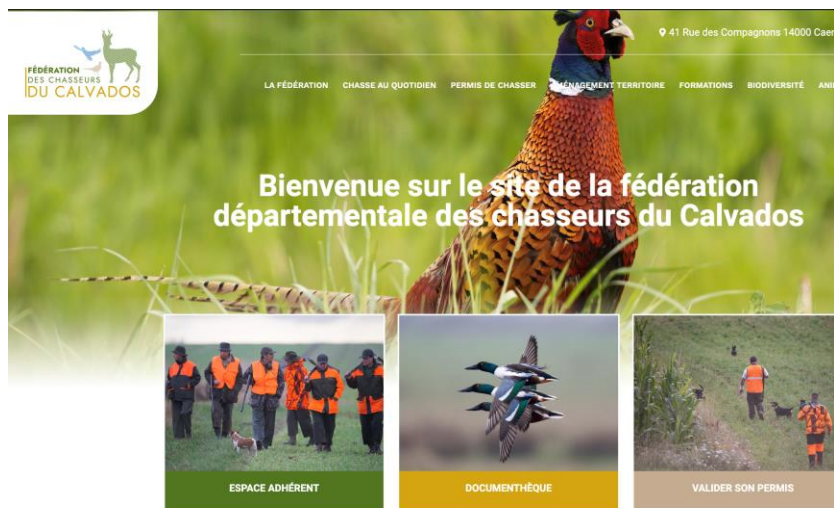 41 Rue des Compagnons 14000 Caen
FÉDÉRATION
DES CHASSEURS
DU CALVADOS
LA FÉDÉRATION CHASSE AU QUOTIDIEN PERMIS DE CHASSER AMÉNAGEMENT TERRITOIRE FORMATIONS BIODIVERSITÉ
Bienvenue sur le site de la fédération
départementale des chasseurs du Calvados
ESPACE ADHÉRENT DOCUMENTHÈQUE VALIDER SON PERMIS